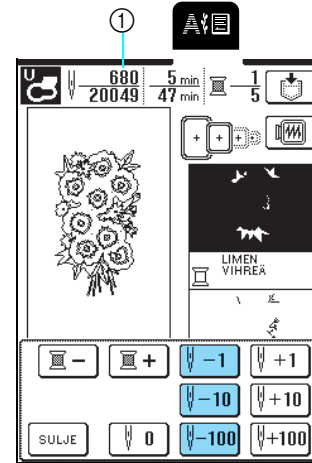 1
A
U
680 5 min 1
20049 47 min 5
LIMEN
VIHREÄ
- + -1 +1
-10 +10
SULJE 0 -100 +100